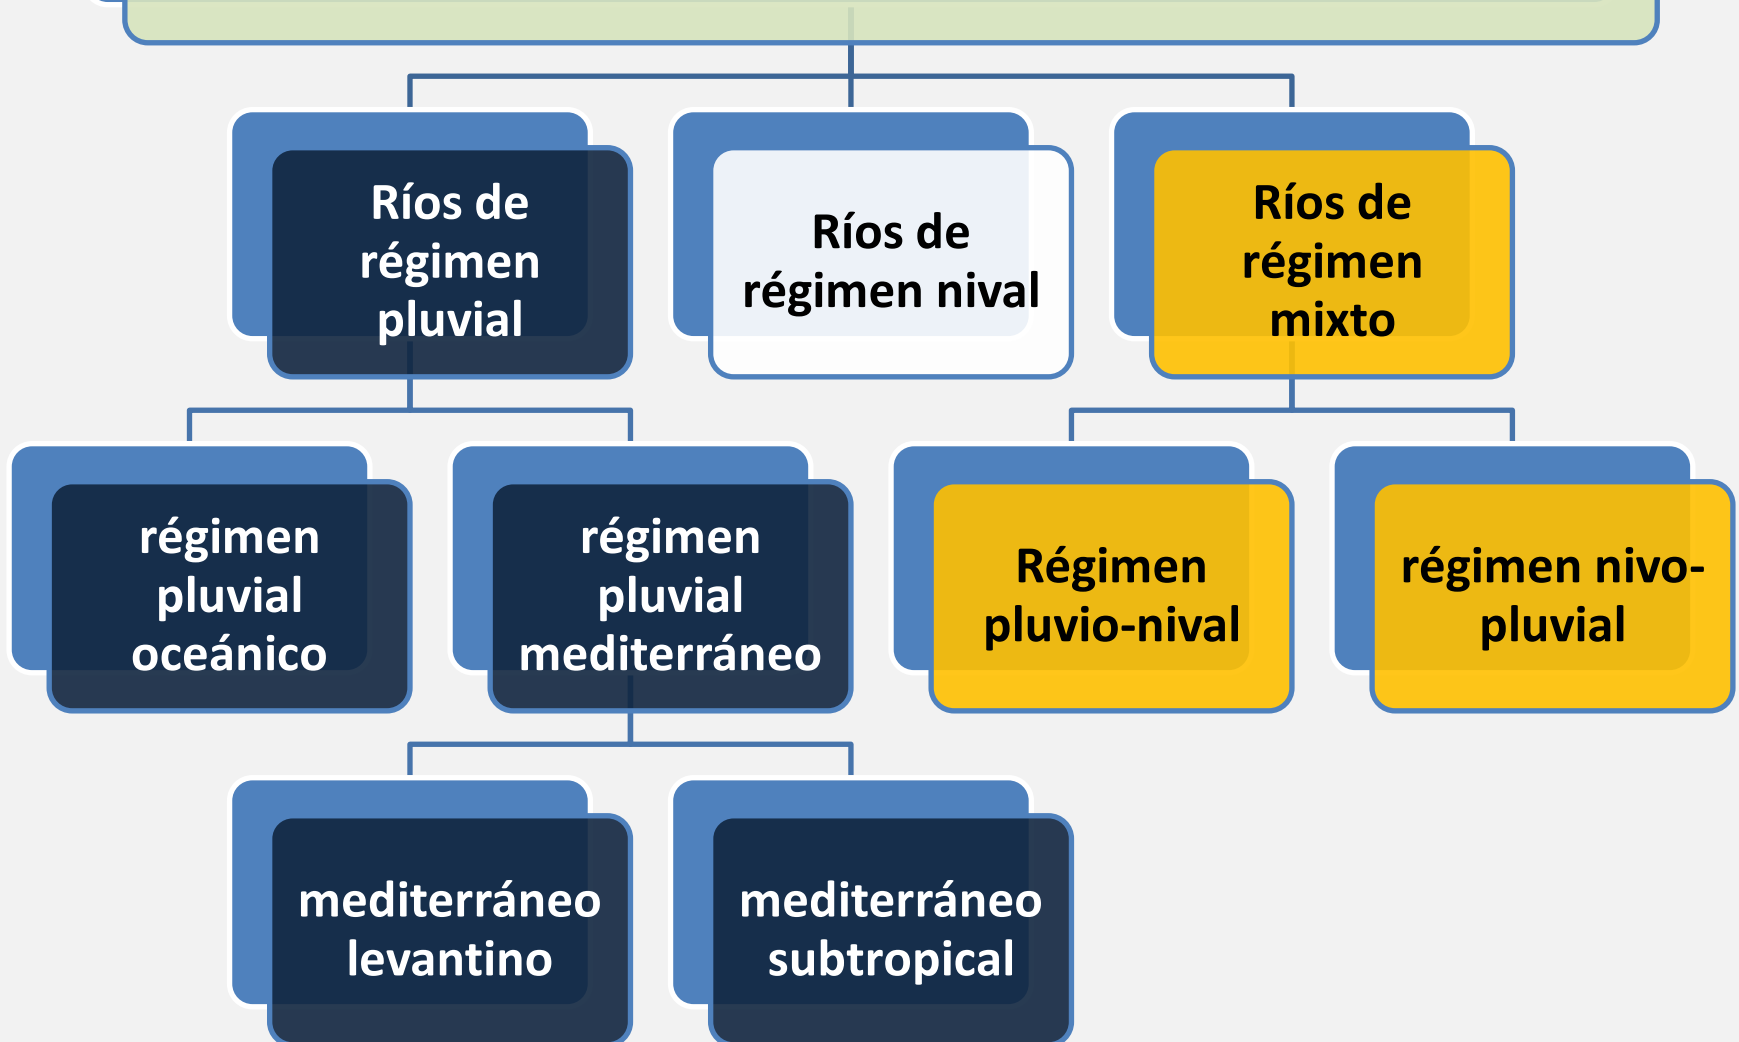 Ríos de
régimen
pluvial
Ríos de
régimen nival
Ríos de
régimen
mixto
régimen
pluvial
oceánico
régimen
pluvial
mediterráneo
Régimen
pluvio-nival
régimen nivo-
pluvial
mediterráneo
levantino
mediterráneo
subtropical